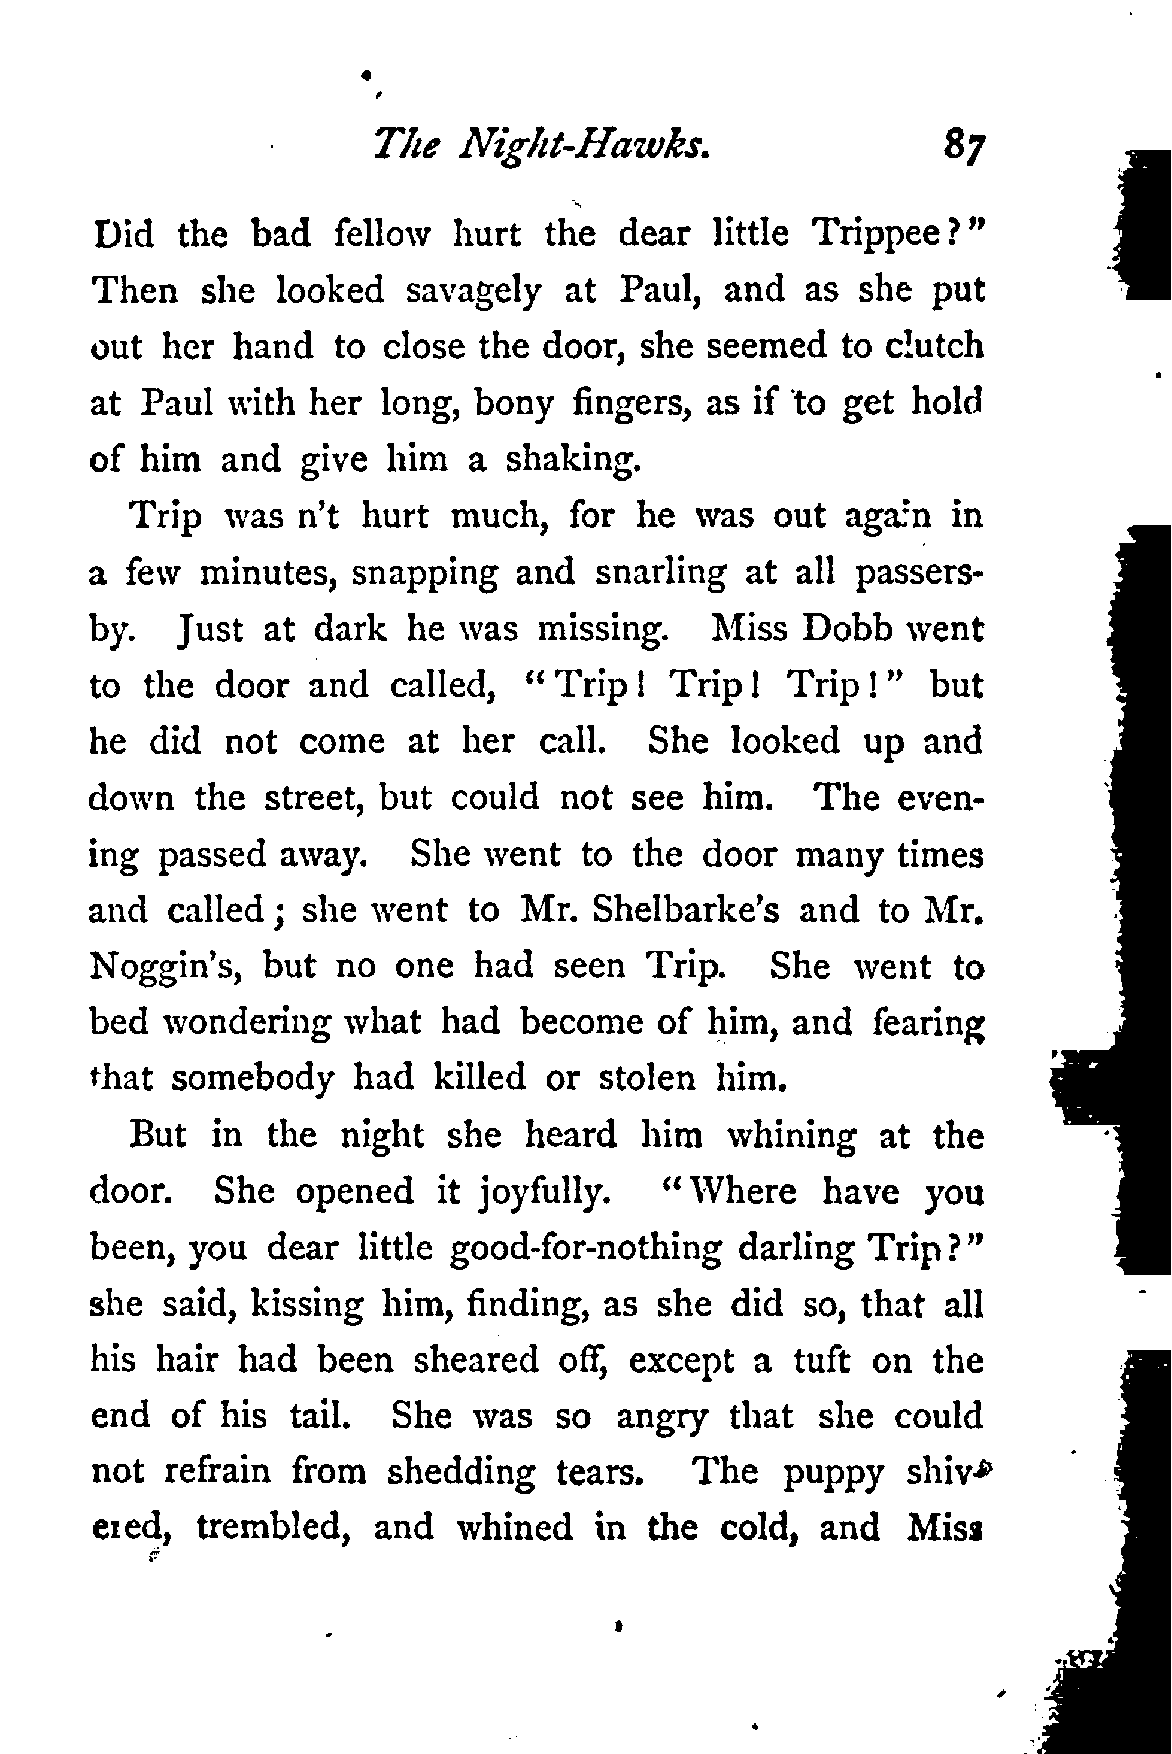 The Night-Hawks. 87
Did the bad fellow hurt the dear little Trippee?"
Then she looked savagely at Paul, and as she put
out her hand to close the door, she seemed to clutch
at Paul with her long, bony fingers, as if to get hold
of him and give him a shaking.
Trip was n't hurt much, for he was out again in
a few minutes, snapping and snarling at all passers-
by. Just at dark he was missing. Miss Dobb went
to the door and called, "Trip! Trip! Trip!" but
he did not come at her call. She looked up and
down the street, but could not see him. The even-
ing passed away. She went to the door many times
and called; she went to Mr. Shelbarke's and to Mr.
Noggin's, but no one had seen Trip. She went to
bed wondering what had become of him, and fearing
that somebody had killed or stolen him.
But in the night she heard him whining at the
door. She opened it joyfully. "Where have you
been, you dear little good-for-nothing darling Trip?"
she said, kissing him, finding, as she did so, that all
his hair had been sheared off, except a tuft on the
end of his tail. She was so angry that she could
not refrain from shedding tears. The puppy shiv-
ered, trembled, and whined in the cold, and Miss